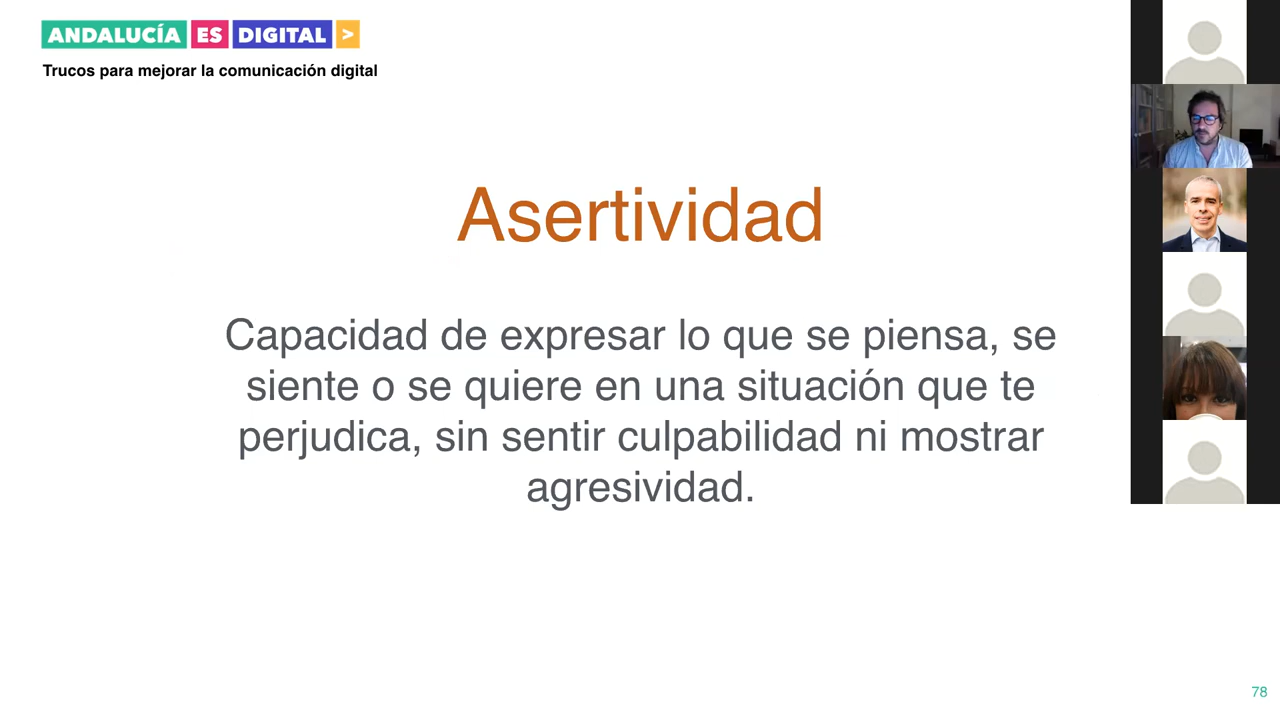 ANDALUCÍA ES DIGITAL >
Trucos para mejorar la comunicación digital
Asertividad
Capacidad de expresar lo que se piensa, se
siente o se quiere en una situación que te
perjudica, sin sentir culpabilidad ni mostrar
agresividad.
78